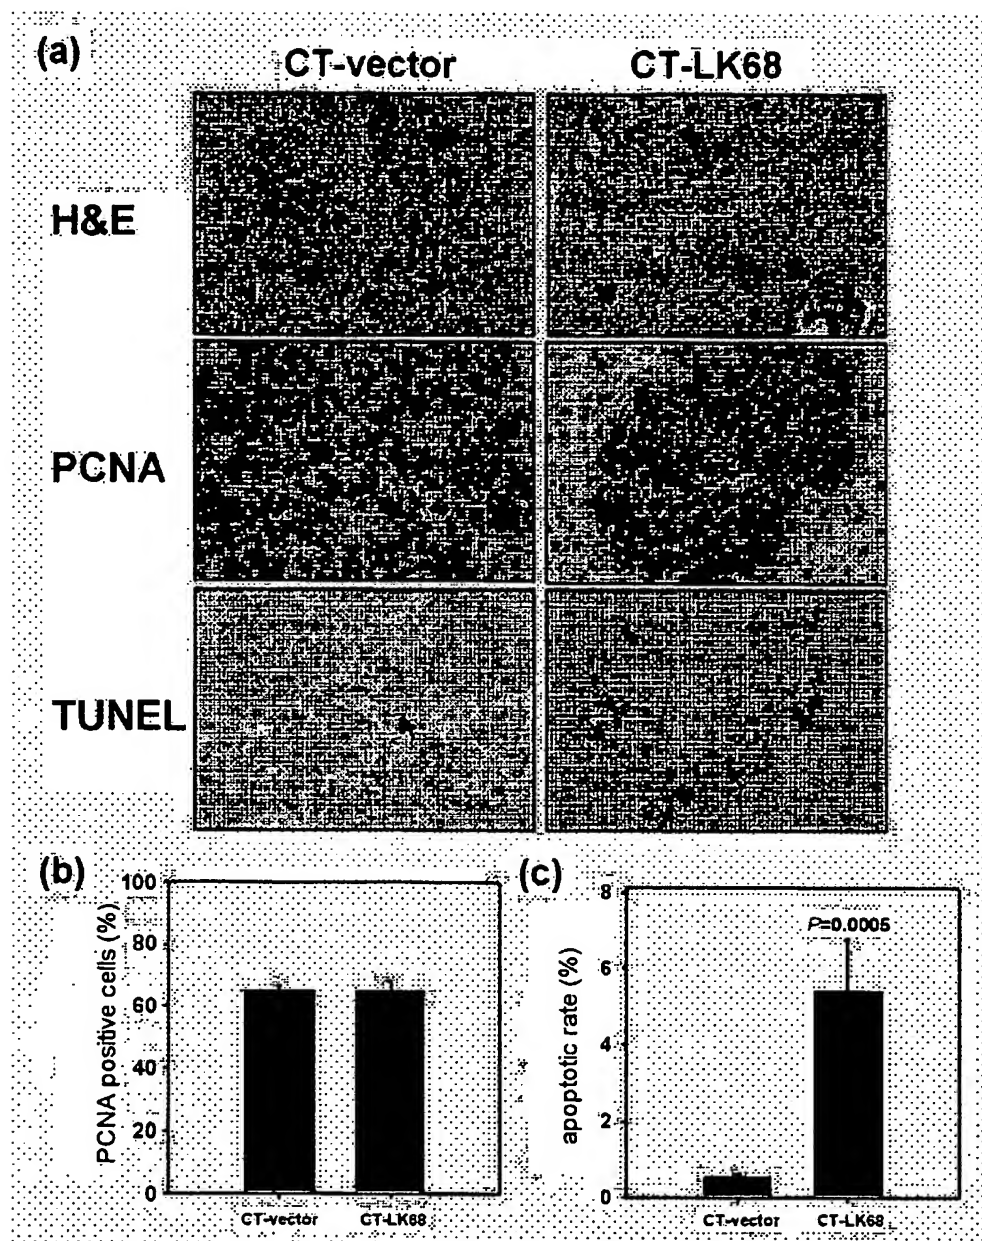 (a)
CT-vector CT-LK68
H&E
PCNA
TUNEL
(b)
100
80
60
40
20
0
PCNA positive cells (%)
CT-vector CT-LK68
(c)
8
6
4
2
0
apoptotic rate (%)
P=0.0005
CT-vector CT-LK68